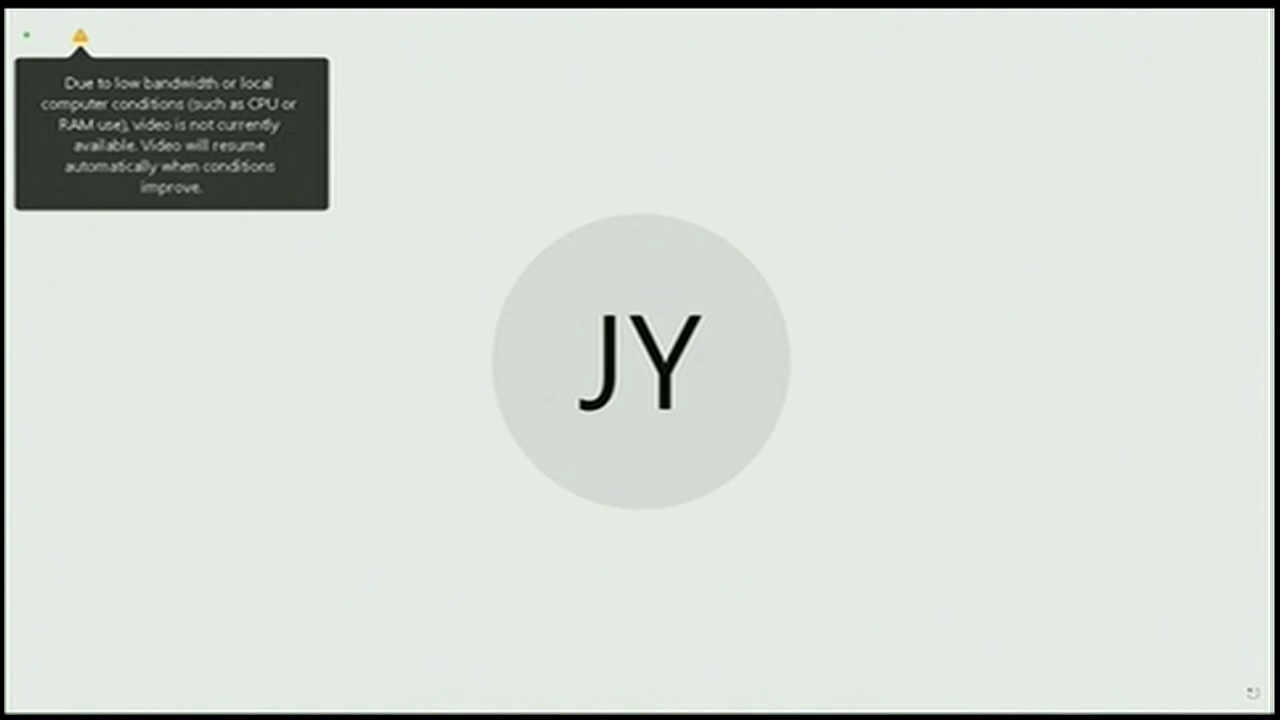 Due to low bandwidth or local
computer conditions (such as CPU or
RAM use), video is not currently
available. Video will resume
automatically when conditions
improve.
JY